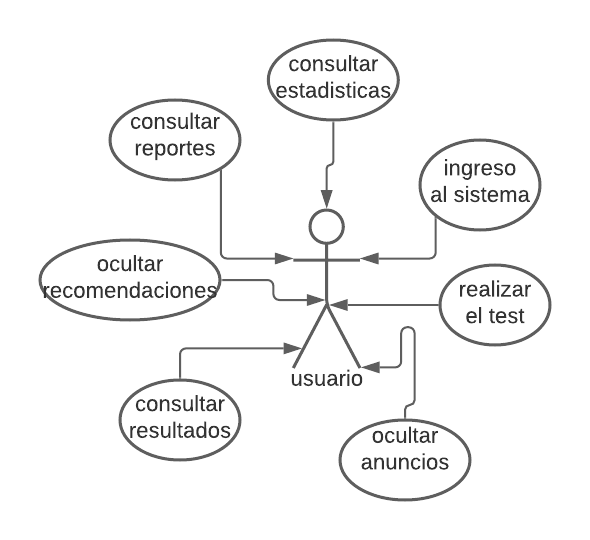 consultar
estadisticas
consultar
reportes
ingreso
al sistema
ocultar
recomendaciones
realizar
el test
usuario
consultar
resultados
ocultar
anuncios